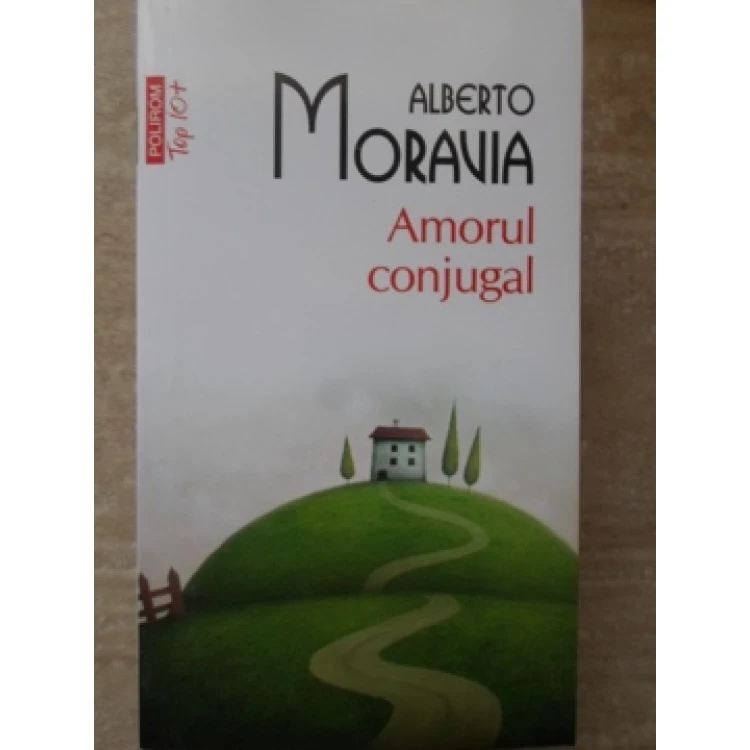 POLIROM
Top 10+
ALBERTO
MORAVIA
Amorul
conjugal